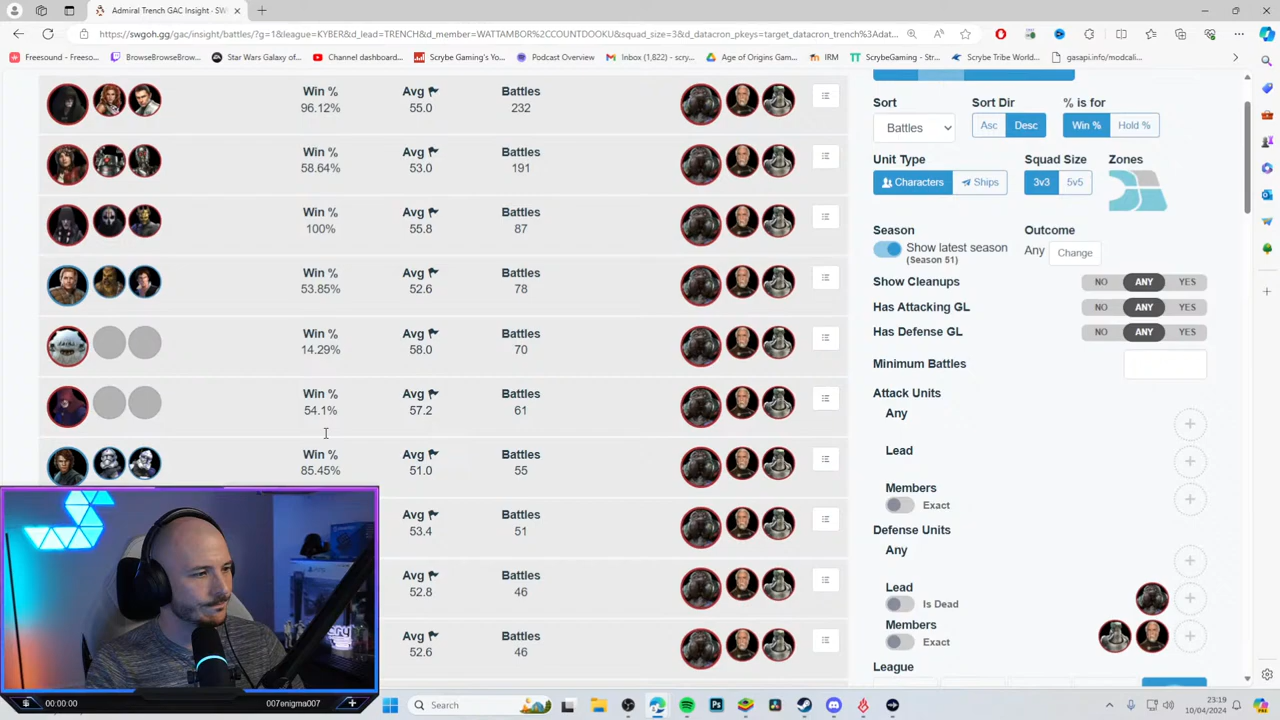 Admiral Trench GAC Insight - SW
https://swgoh.gg/gac/insight/battles/?g=1&league=KYBER&d_lead=TRENCH&d_member=WATTAMBOR%2CCOUNTDOOKU&squad_size=3&d_datacron_pkeys=target_datacron_trench%3Adat...
Freesound - Freeso...
BrowseBrowseBrow...
Star Wars Galaxy of...
Channel dashboard...
Scrybe Gaming's Yo...
Podcast Overview
Inbox (1,822) - scry...
Age of Origins Gam...
IRM
ScrybeGaming - Str...
Scrybe Tribe World...
gasapi.info/modcali...
Win % Avg Battles
96.12% 55.0 232
Win % Avg Battles
58.64% 53.0 191
Win % Avg Battles
100% 55.8 87
Win % Avg Battles
53.85% 52.6 78
Win % Avg Battles
14.29% 58.0 70
Win % Avg Battles
54.1% 57.2 61
Win % Avg Battles
85.45% 51.0 55
Avg Battles
53.4 51
Avg Battles
52.8 46
Avg Battles
52.6 46
Sort Sort Dir % is for
Battles Asc Desc Win % Hold %
Unit Type Squad Size Zones
Characters Ships 3v3 5v5
Season Outcome
Show latest season
(Season 51)
Any Change
Show Cleanups NO ANY YES
Has Attacking GL NO ANY YES
Has Defense GL NO ANY YES
Minimum Battles
Attack Units
Any
Lead
Members
Exact
Defense Units
Any
Lead
Is Dead
Members
Exact
League
00:00:00 007enigma007
Search
23:19
10/04/2024